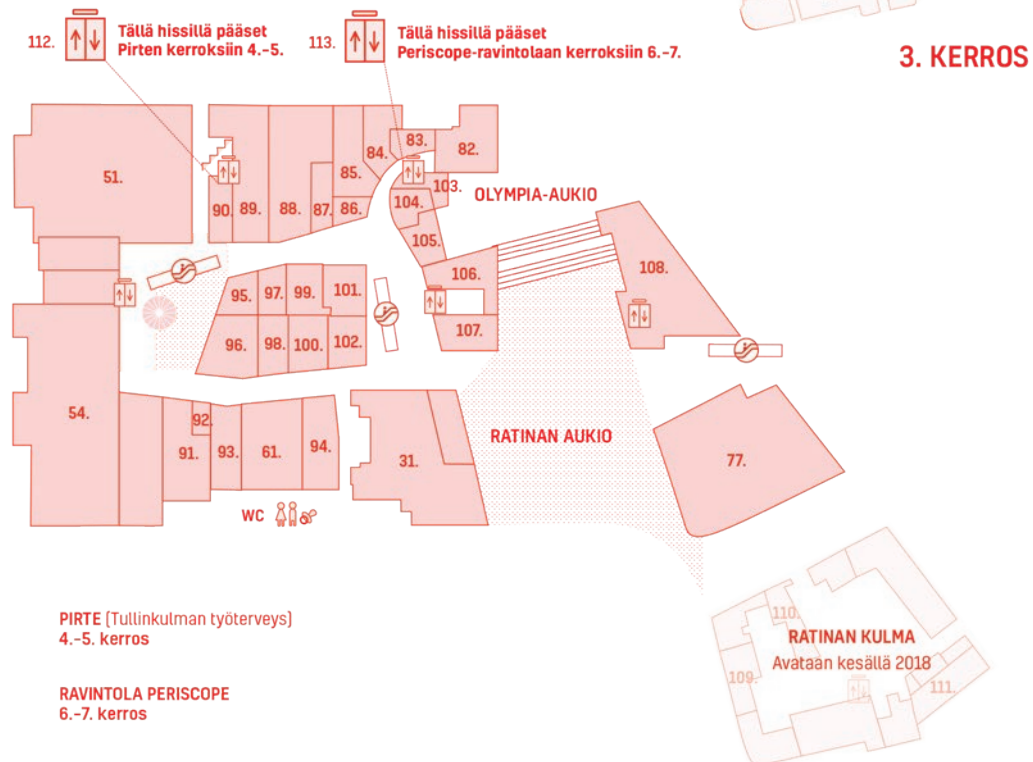 112.
Tällä hissillä pääset
Pirten kerroksiin 4.-5.
113.
Tällä hissillä pääset
Periscope-ravintolaan kerroksiin 6.-7.
3. KERROS
51.
90.
89.
88.
87.
85.
86.
84.
83.
82.
103.
104.
105.
OLYMPIA-AUKIO
106.
107.
108.
95.
97.
99.
101.
96.
98.
100.
102.
54.
92.
91.
93.
61.
94.
31.
RATINAN AUKIO
77.
WC
PIRTE (Tullinkulman työterveys)
4.-5. kerros
RAVINTOLA PERISCOPE
6.-7. kerros
110.
RATINAN KULMA
Avataan kesällä 2018
109.
111.